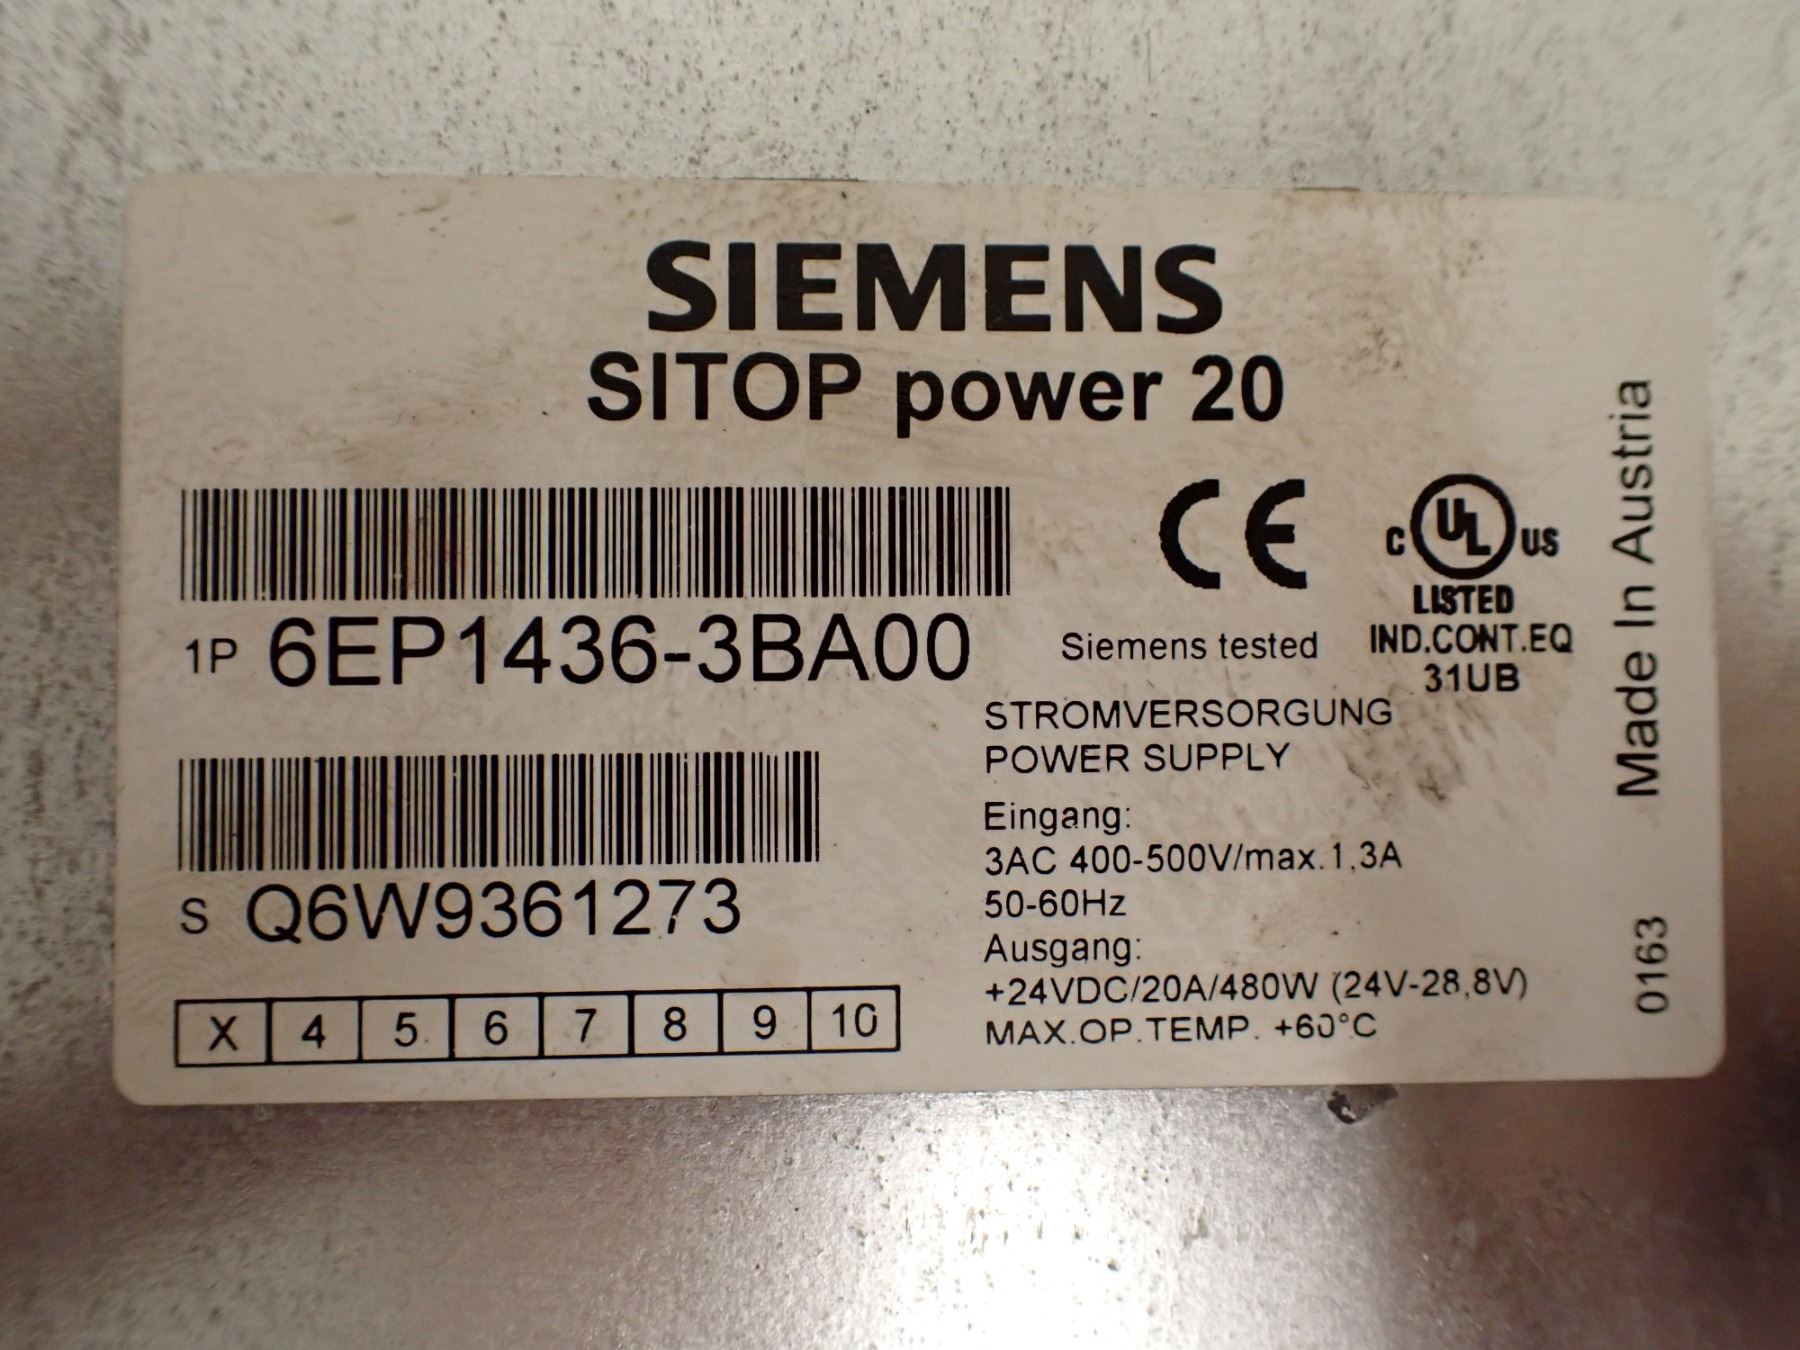 SIEMENS
SITOP power 20
1P 6EP1436-3BA00
S Q6W9361273
X 4 5 6 7 8 9 10
CE
C UL US
LISTED
IND.CONT.EQ
31UB
Siemens tested
STROMVERSORGUNG
POWER SUPPLY
Eingang:
3AC 400-500V/max.1,3A
50-60Hz
Ausgang:
+24VDC/20A/480W (24V-28,8V)
MAX.OP.TEMP. +60°C
Made In Austria
0163